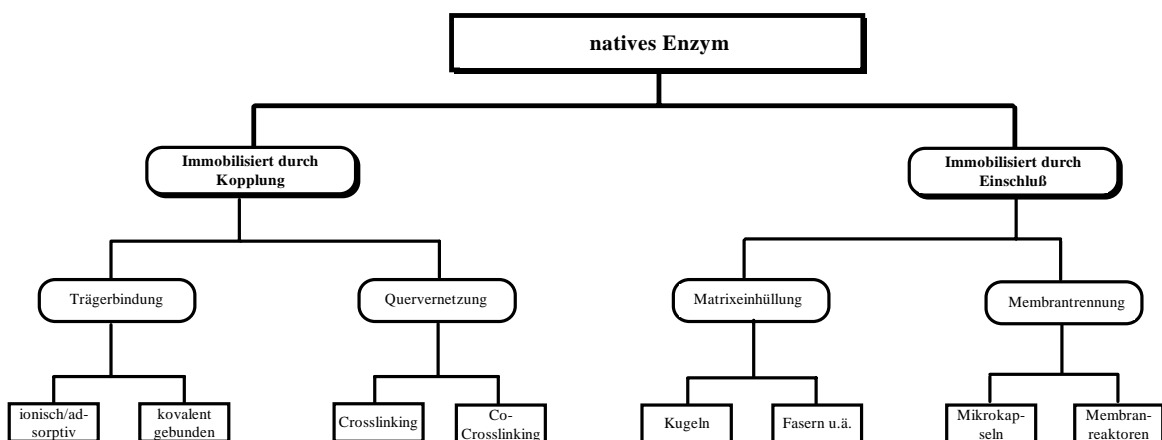 natives Enzym
Immobilisiert durch
Kopplung
Immobilisiert durch
Einschluß
Trägerbindung
Quervernetzung
Matrixeinhüllung
Membrantrennung
ionisch/ad-
sorptiv
kovalent
gebunden
Crosslinking
Co-
Crosslinking
Kugeln
Fasern u.ä.
Mikrokap-
seln
Membran-
reaktoren